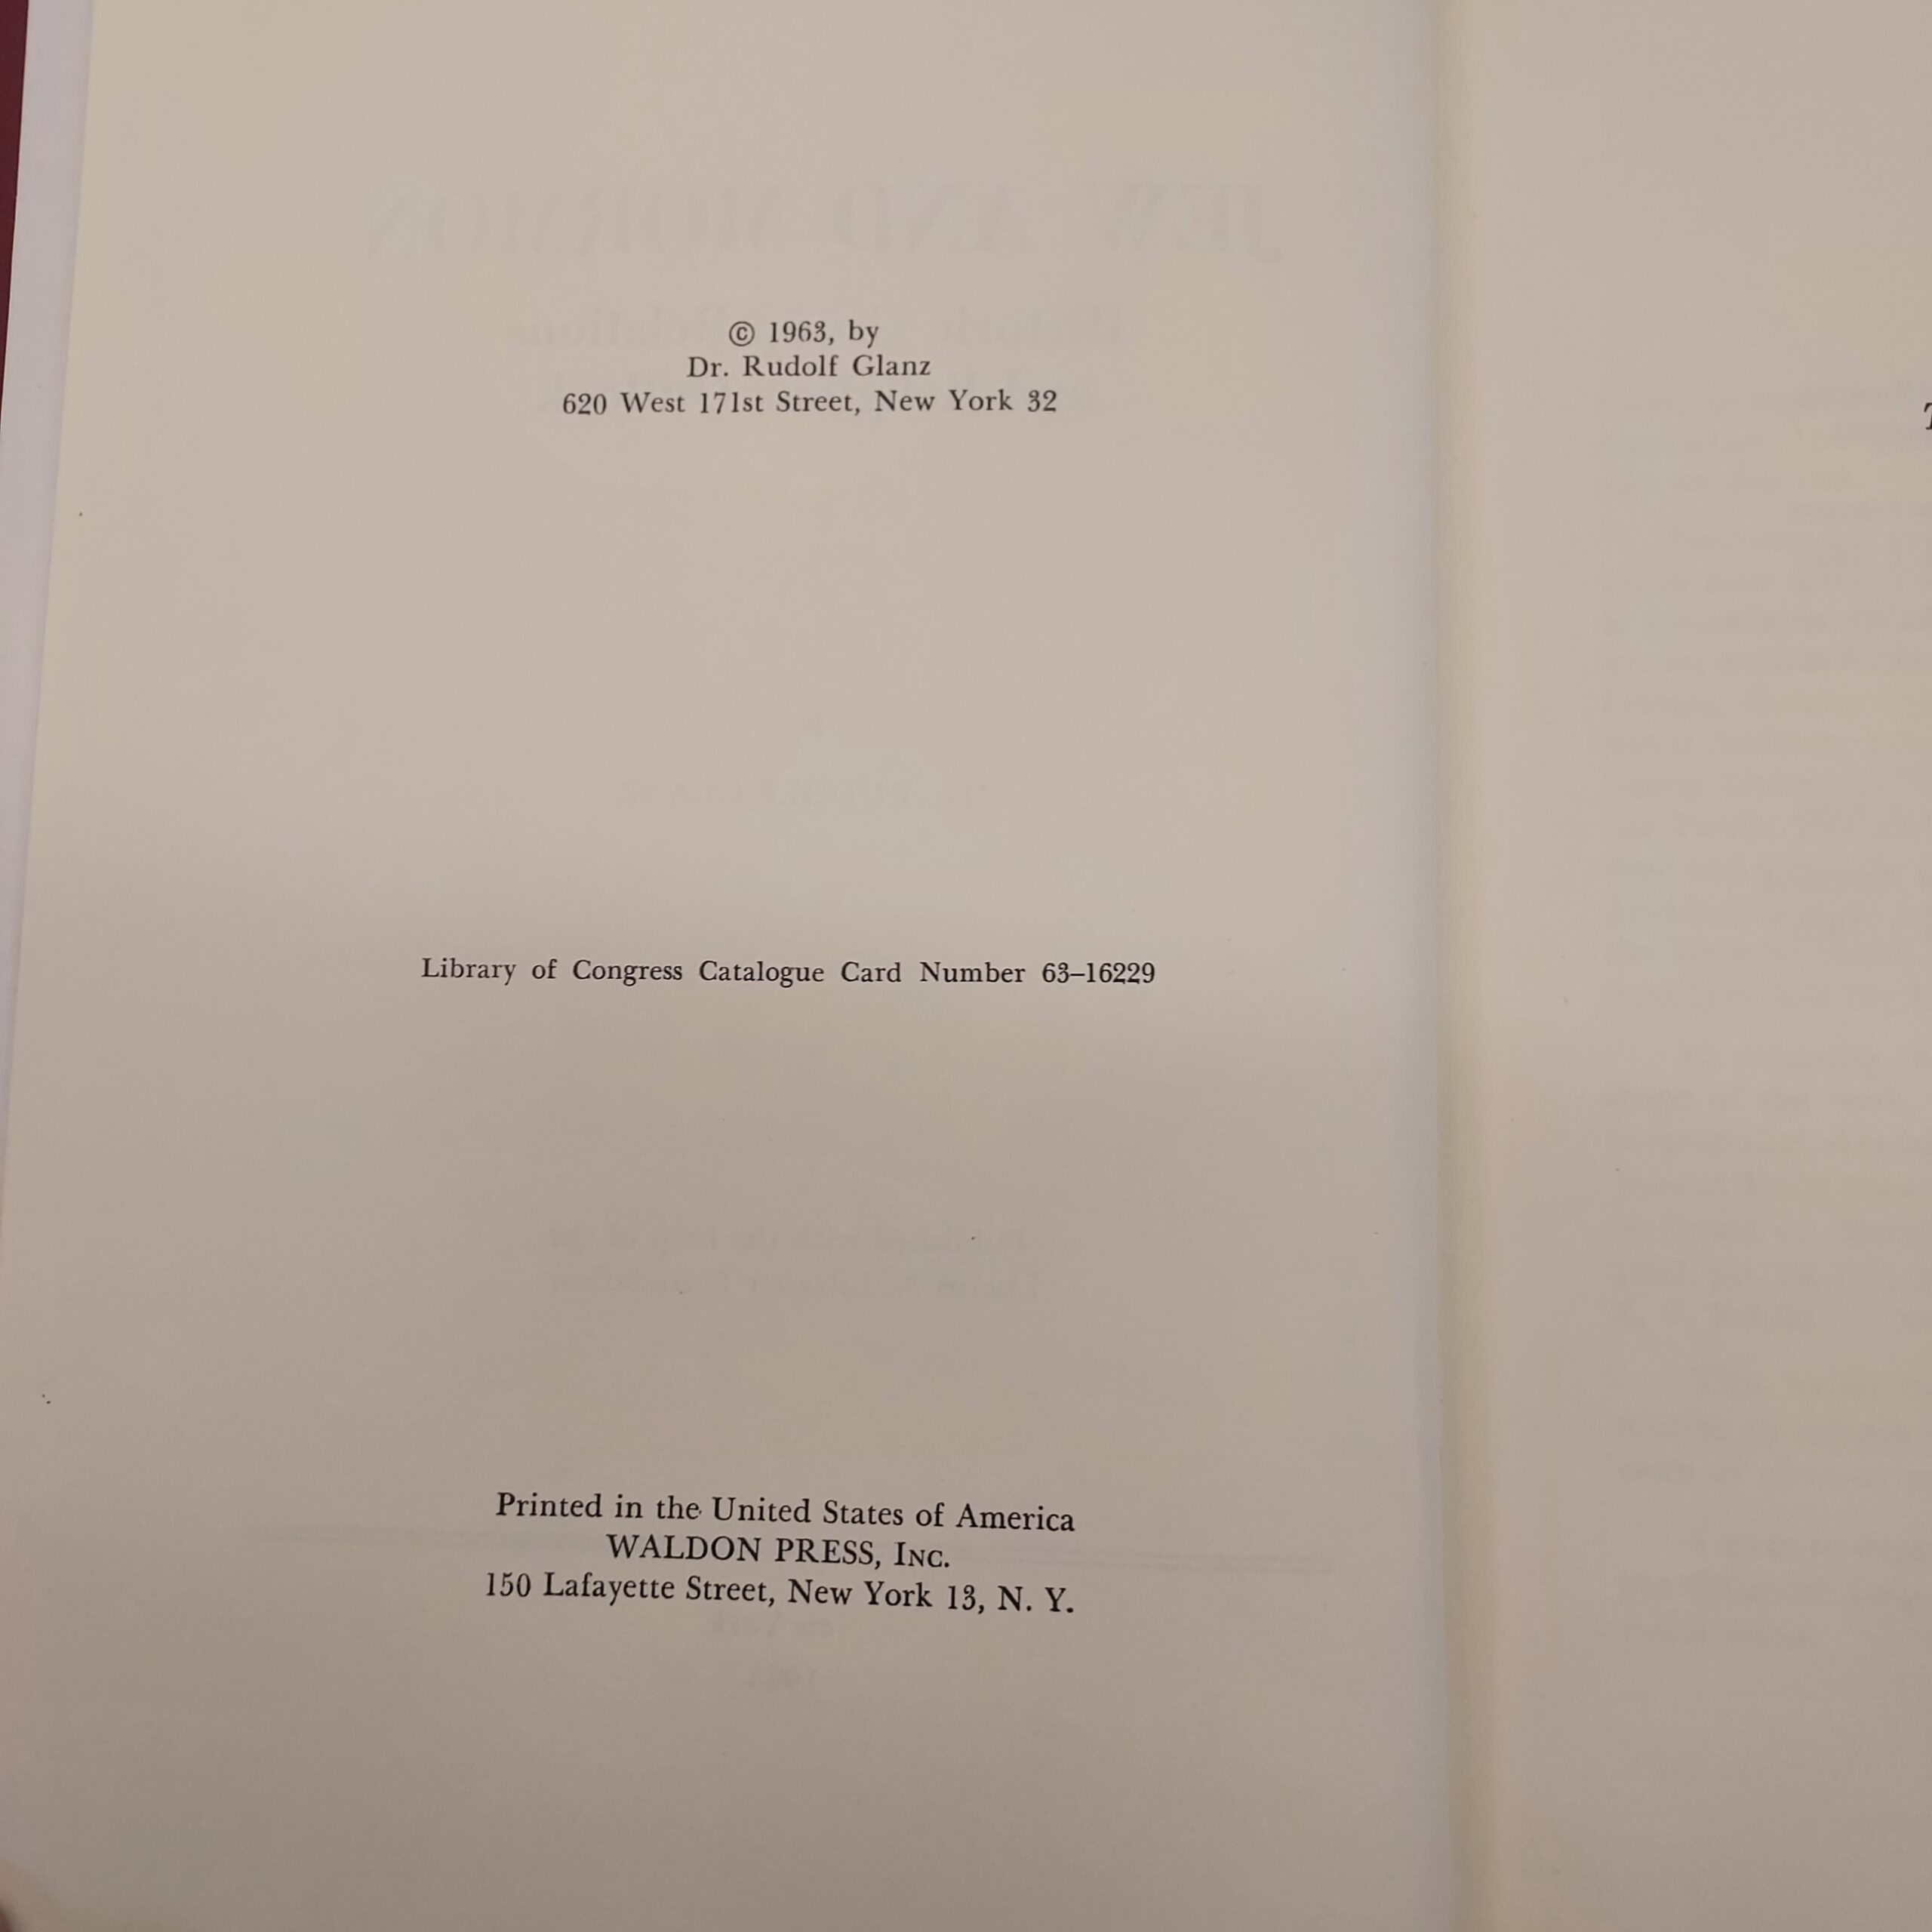 © 1963, by
Dr. Rudolf Glanz
620 West 171st Street, New York 32
Library of Congress Catalogue Card Number 63–16229
Printed in the United States of America
WALDON PRESS, INC.
150 Lafayette Street, New York 13, N. Y.